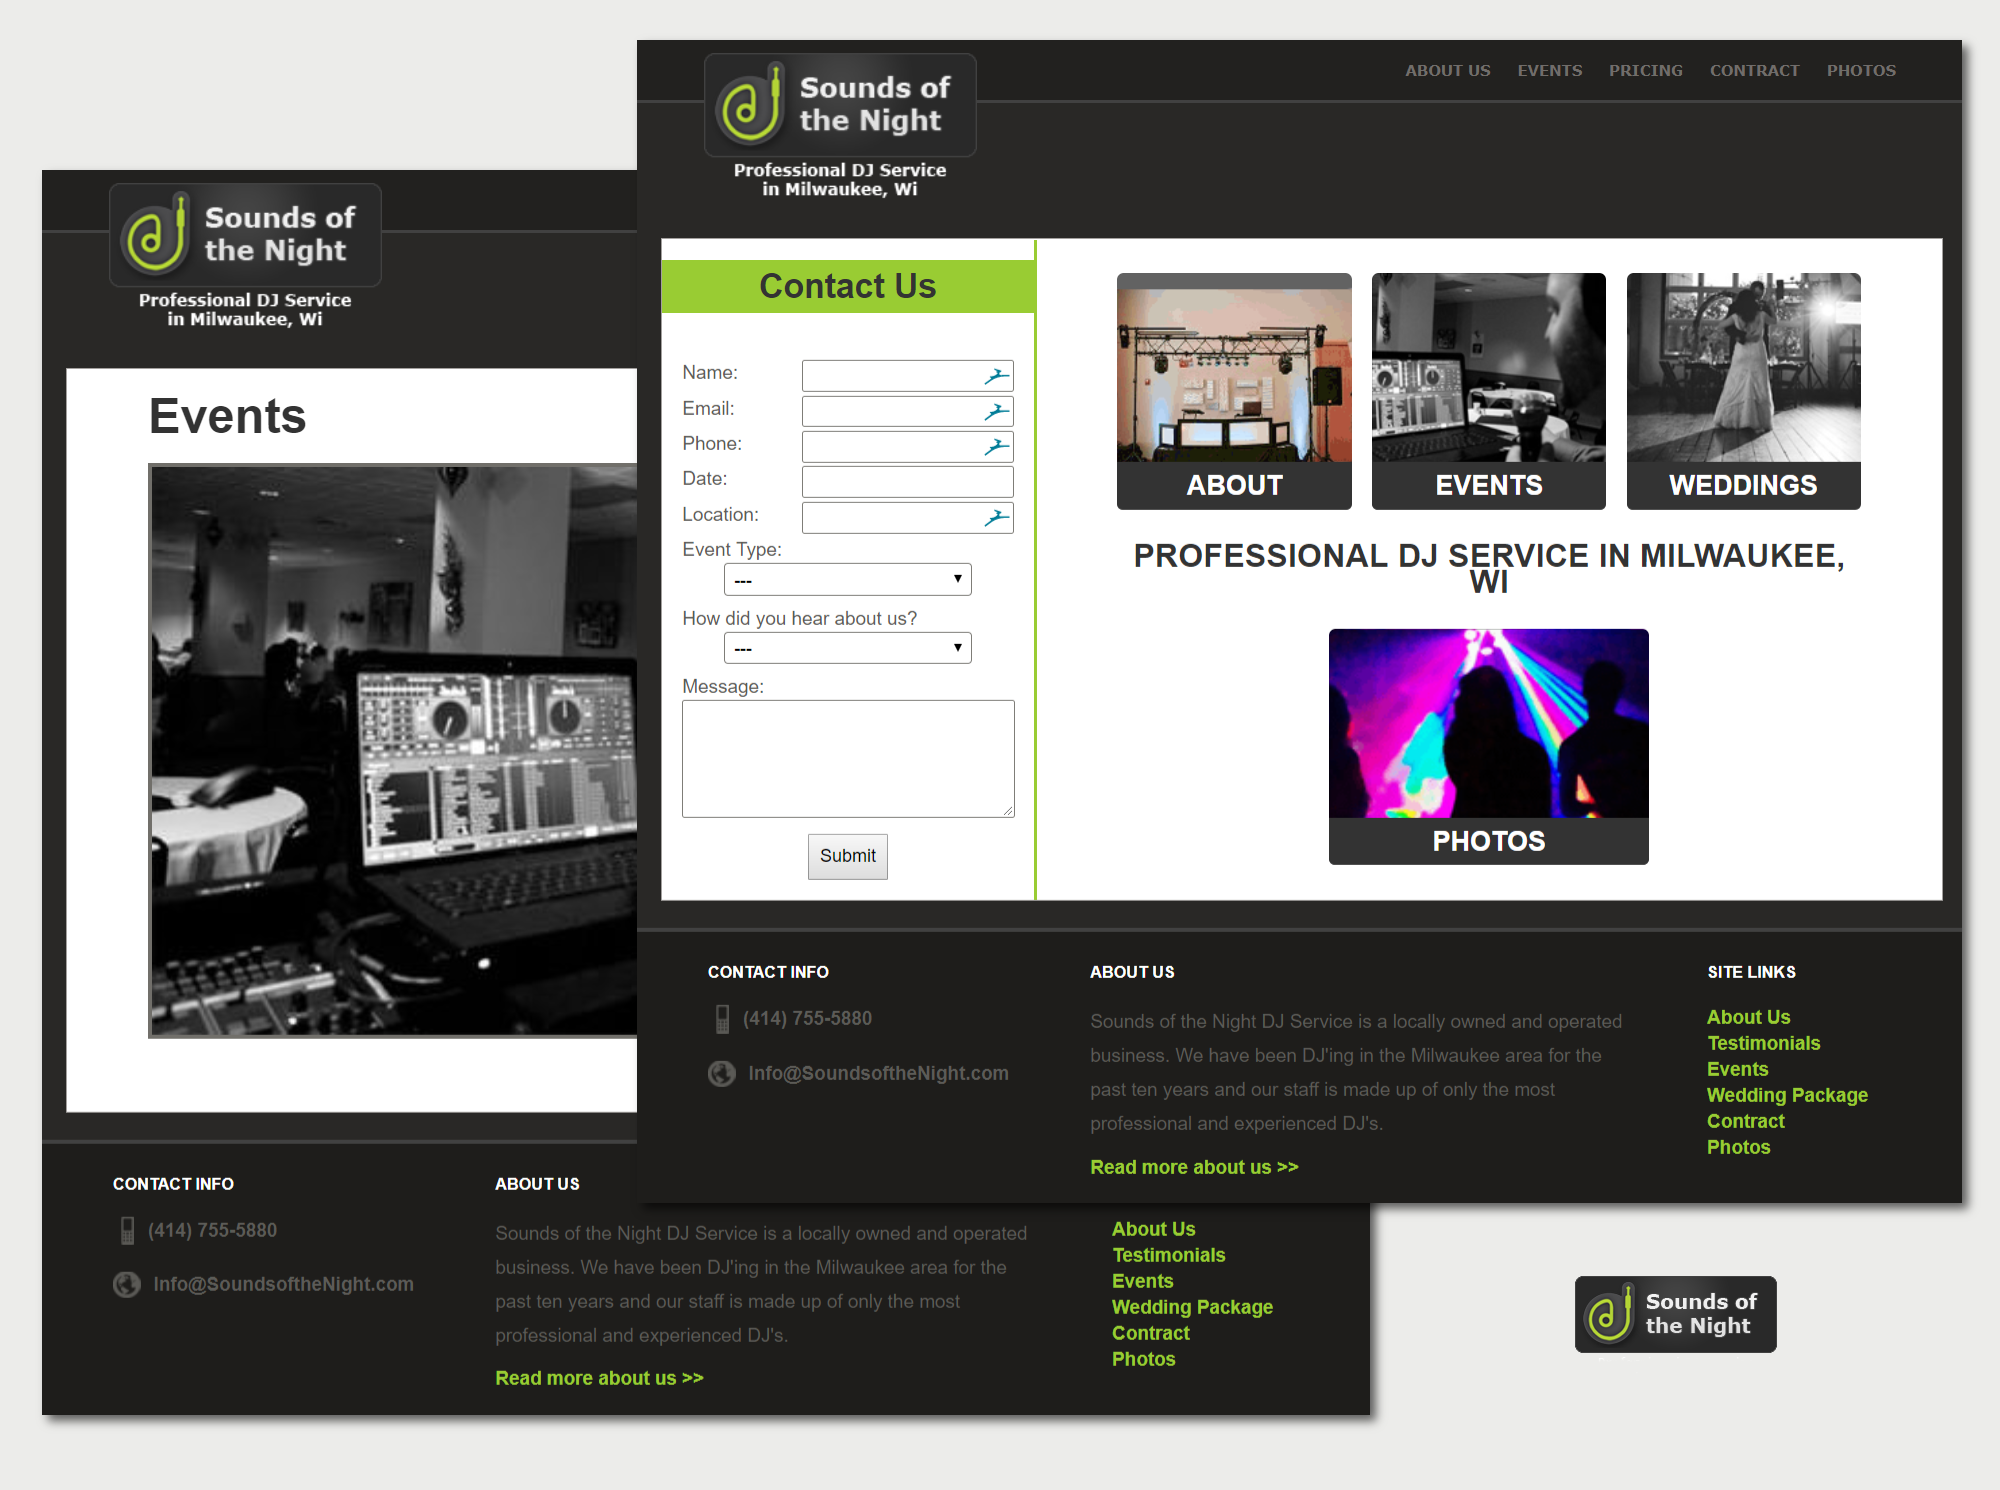 Sounds of
the Night
Professional DJ Service
in Milwaukee, Wi
ABOUT US EVENTS PRICING CONTRACT PHOTOS
Contact Us
Name:
Email:
Phone:
Date:
Location:
Event Type:
---
How did you hear about us?
---
Message:
Submit
ABOUT
EVENTS
WEDDINGS
PROFESSIONAL DJ SERVICE IN MILWAUKEE,
WI
PHOTOS
CONTACT INFO
(414) 755-5880
Info@SoundsoftheNight.com
ABOUT US
Sounds of the Night DJ Service is a locally owned and operated
business. We have been DJ'ing in the Milwaukee area for the
past ten years and our staff is made up of only the most
professional and experienced DJ's.
Read more about us >>
SITE LINKS
About Us
Testimonials
Events
Wedding Package
Contract
Photos
Sounds of
the Night
Professional DJ Service
in Milwaukee, Wi
Events
CONTACT INFO
(414) 755-5880
Info@SoundsoftheNight.com
ABOUT US
Sounds of the Night DJ Service is a locally owned and operated
business. We have been DJ'ing in the Milwaukee area for the
past ten years and our staff is made up of only the most
professional and experienced DJ's.
Read more about us >>
About Us
Testimonials
Events
Wedding Package
Contract
Photos
Sounds of
the Night